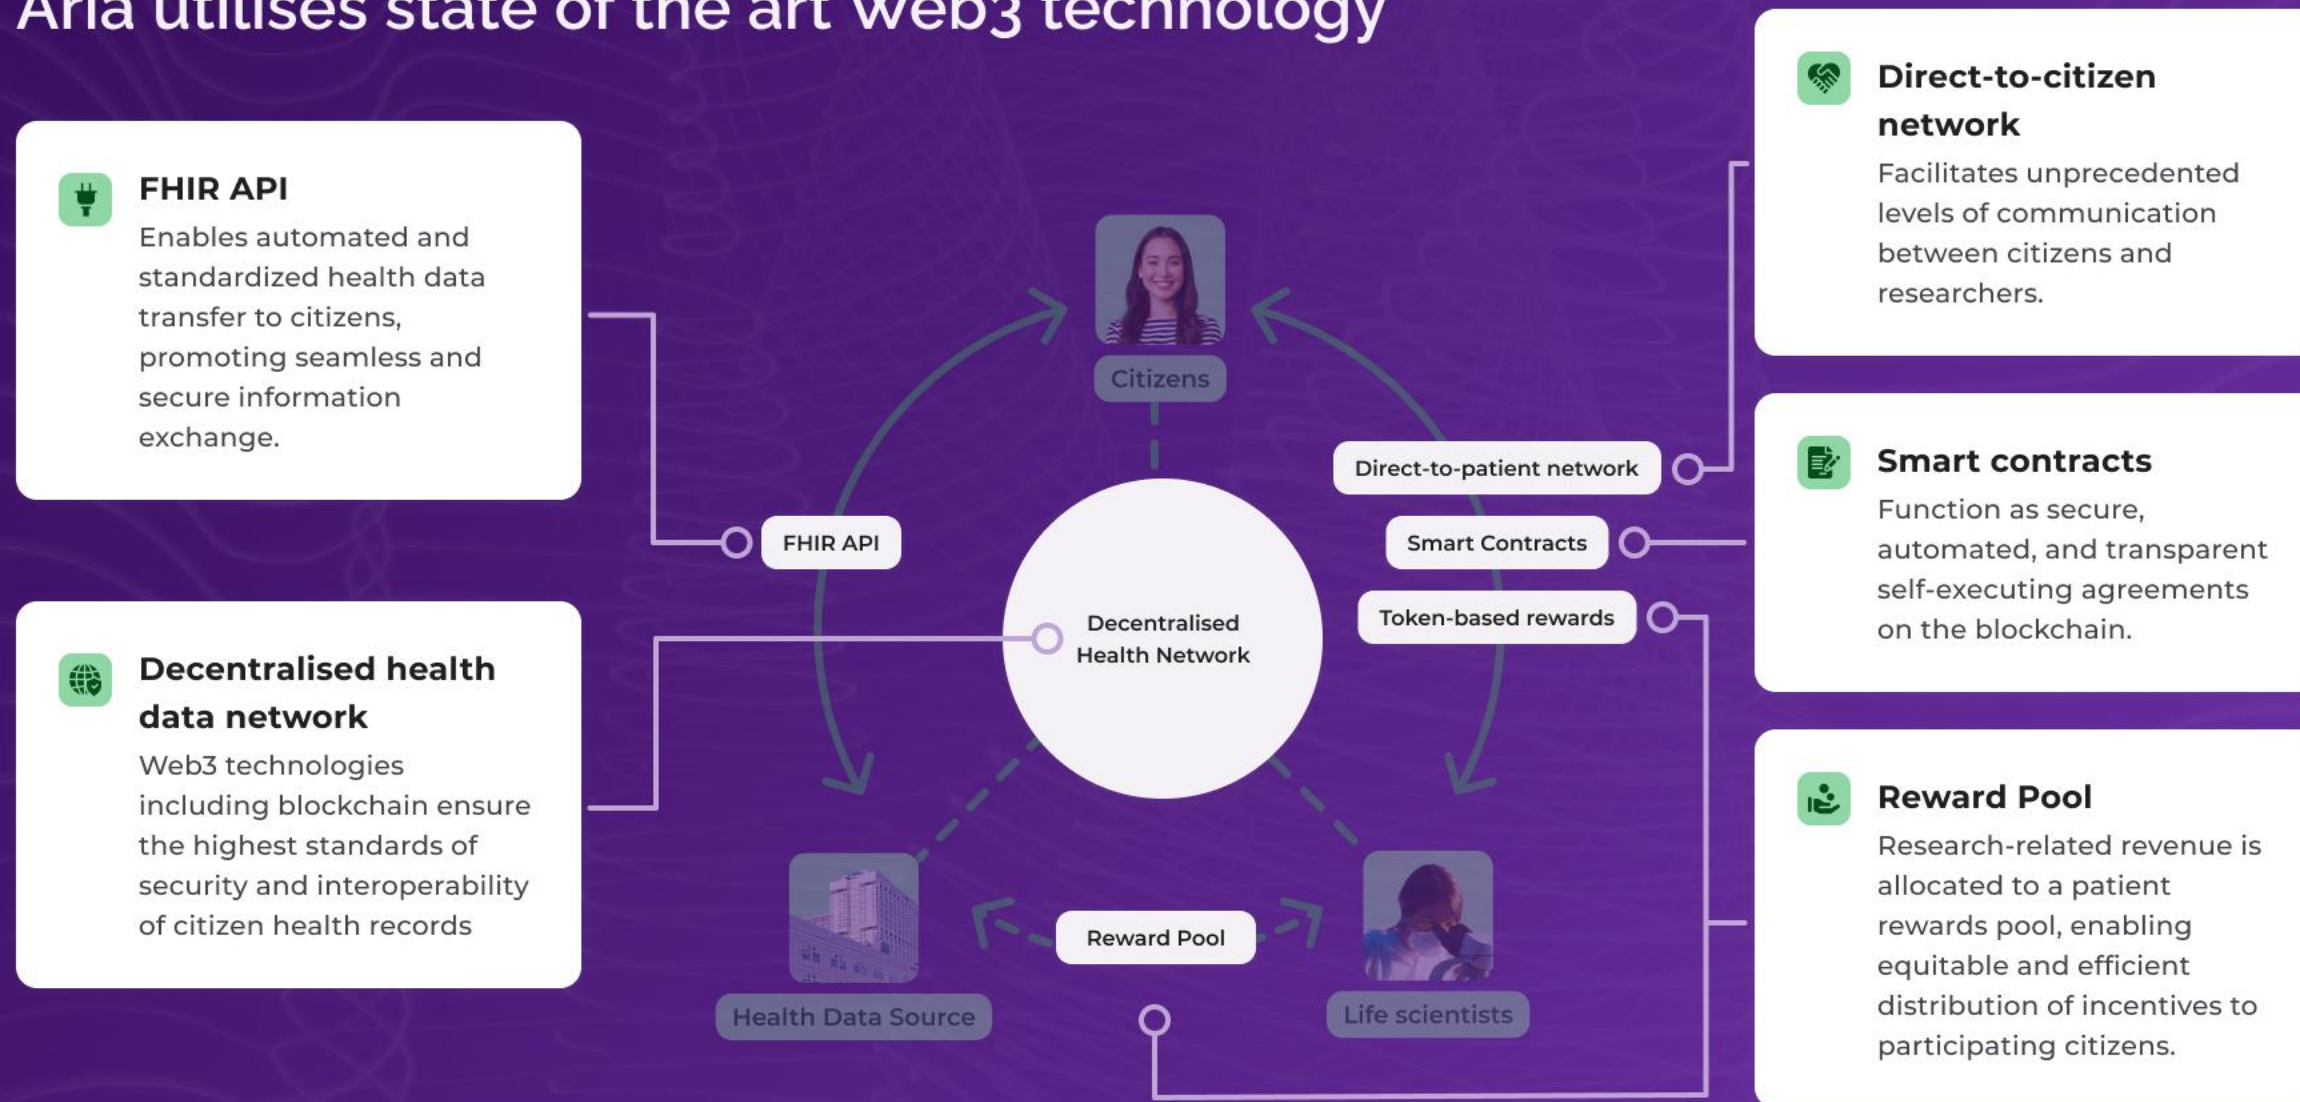 Aria utilises state of the art Web3 technology
FHIR API
Enables automated and
standardized health data
transfer to citizens,
promoting seamless and
secure information
exchange.
Decentralised health
data network
Web3 technologies
including blockchain ensure
the highest standards of
security and interoperability
of citizen health records
Citizens
FHIR API
Decentralised
Health Network
Direct-to-patient network
Smart Contracts
Token-based rewards
Reward Pool
Health Data Source
Life scientists
Direct-to-citizen
network
Facilitates unprecedented
levels of communication
between citizens and
researchers.
Smart contracts
Function as secure,
automated, and transparent
self-executing agreements
on the blockchain.
Reward Pool
Research-related revenue is
allocated to a patient
rewards pool, enabling
equitable and efficient
distribution of incentives to
participating citizens.